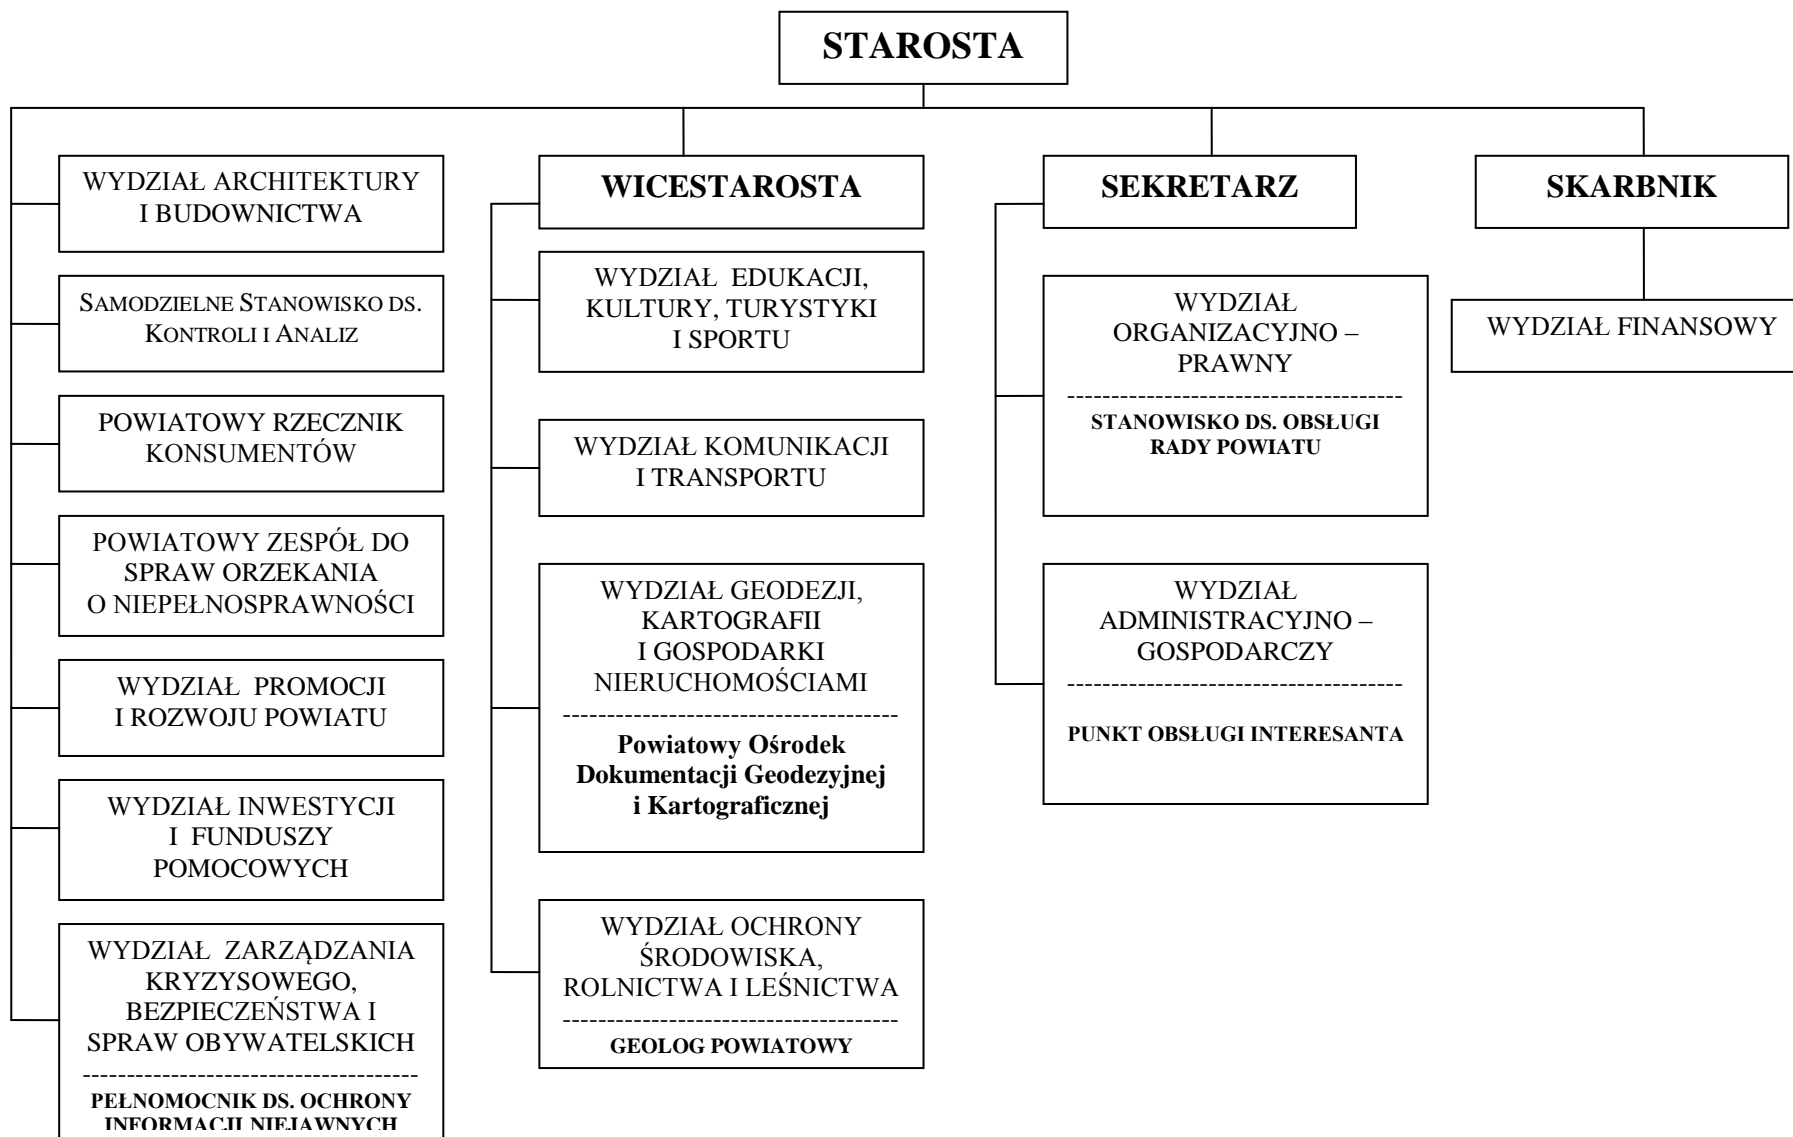 STAROSTA
WYDZIAŁ ARCHITEKTURY
I BUDOWNICTWA
SAMODZIELNE STANOWISKO DS.
KONTROLI I ANALIZ
POWIATOWY RZECZNIK
KONSUMENTÓW
POWIATOWY ZESPÓŁ DO
SPRAW ORZEKANIA
O NIEPEŁNOSPRAWNOŚCI
WYDZIAŁ PROMOCJI
I ROZWOJU POWIATU
WYDZIAŁ INWESTYCJI
I FUNDUSZY
POMOCOWYCH
WYDZIAŁ ZARZĄDZANIA
KRYZYSOWEGO,
BEZPIECZEŃSTWA I
SPRAW OBYWATELSKICH
--------------------------------------
PEŁNOMOCNIK DS. OCHRONY
INFORMACJI NIEJAWNYCH
WICESTAROSTA
WYDZIAŁ EDUKACJI,
KULTURY, TURYSTYKI
I SPORTU
WYDZIAŁ KOMUNIKACJI
I TRANSPORTU
WYDZIAŁ GEODEZJI,
KARTOGRAFII
I GOSPODARKI
NIERUCHOMOŚCIAMI
--------------------------------------
Powiatowy Ośrodek
Dokumentacji Geodezyjnej
i Kartograficznej
WYDZIAŁ OCHRONY
ŚRODOWISKA,
ROLNICTWA I LEŚNICTWA
--------------------------------------
GEOLOG POWIATOWY
SEKRETARZ
WYDZIAŁ
ORGANIZACYJNO –
PRAWNY
--------------------------------------
STANOWISKO DS. OBSŁUGI
RADY POWIATU
WYDZIAŁ
ADMINISTRACYJNO –
GOSPODARCZY
--------------------------------------
PUNKT OBSŁUGI INTERESANTA
SKARBNIK
WYDZIAŁ FINANSOWY